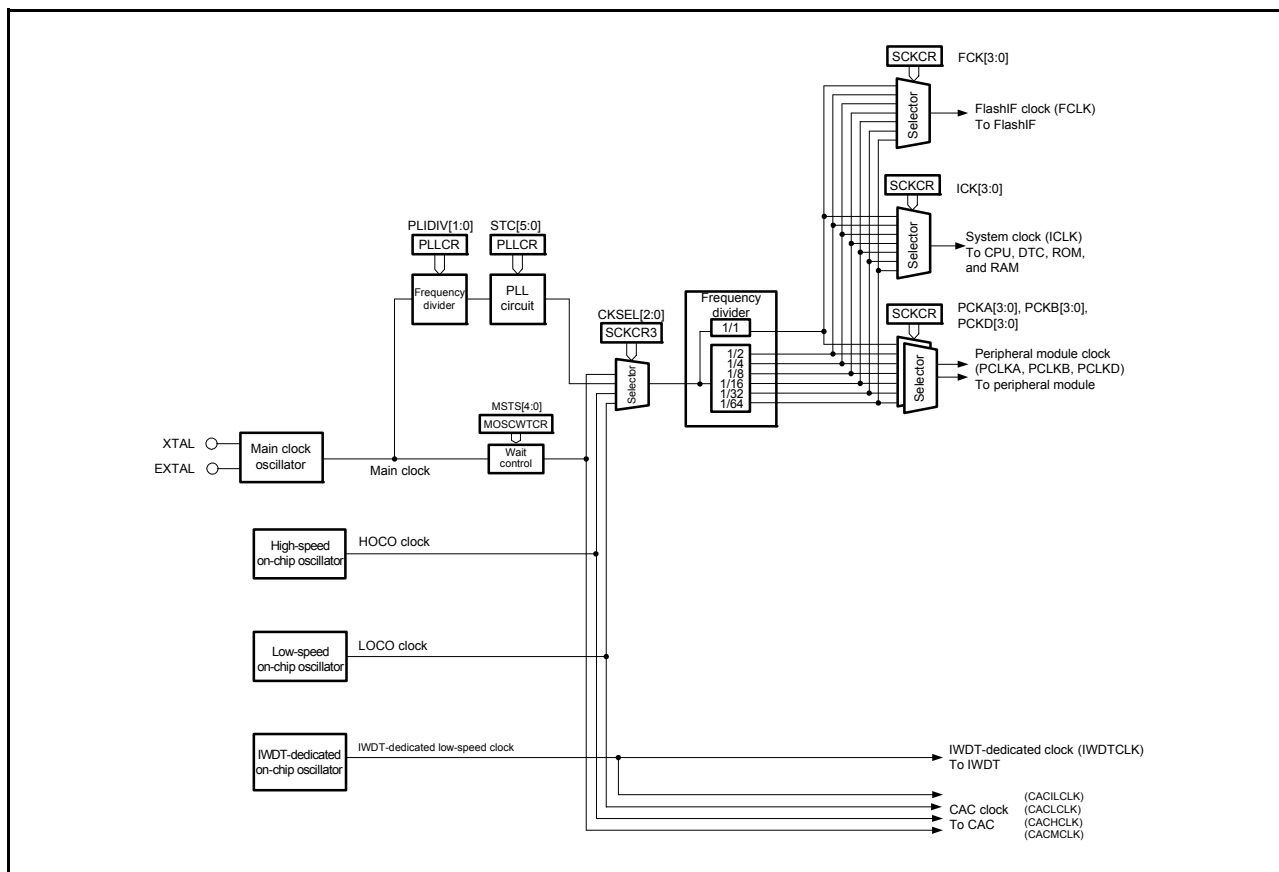 SCKCR
FCK[3:0]
Selector
FlashIF clock (FCLK)
To FlashIF
SCKCR
ICK[3:0]
Selector
System clock (ICLK)
To CPU, DTC, ROM,
and RAM
PLIDIV[1:0]
STC[5:0]
PLLCR
PLLCR
Frequency
divider
PLL
circuit
CKSEL[2:0]
SCKCR3
Selector
Frequency
divider
1/1
1/2
1/4
1/8
1/16
1/32
1/64
SCKCR
PCKA[3:0], PCKB[3:0],
PCKD[3:0]
Selector
Peripheral module clock
(PCLKA, PCLKB, PCLKD)
To peripheral module
MSTS[4:0]
MOSCWTCR
Wait
control
XTAL
EXTAL
Main clock
oscillator
Main clock
High-speed
on-chip oscillator
HOCO clock
Low-speed
on-chip oscillator
LOCO clock
IWDT-dedicated
on-chip oscillator
IWDT-dedicated low-speed clock
IWDT-dedicated clock (IWDTCLK)
To IWDT
CAC clock
To CAC
(CACILCLK)
(CACLCLK)
(CACHCLK)
(CACMCLK)